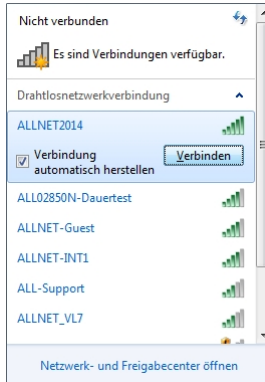 Nicht verbunden
Es sind Verbindungen verfügbar.
Drahtlosnetzwerkverbindung
ALLNET2014
Verbindung
automatisch herstellen
Verbinden
ALL02850N-Dauertest
ALLNET-Guest
ALLNET-INT1
ALL-Support
ALLNET_VL7
Netzwerk- und Freigabecenter öffnen